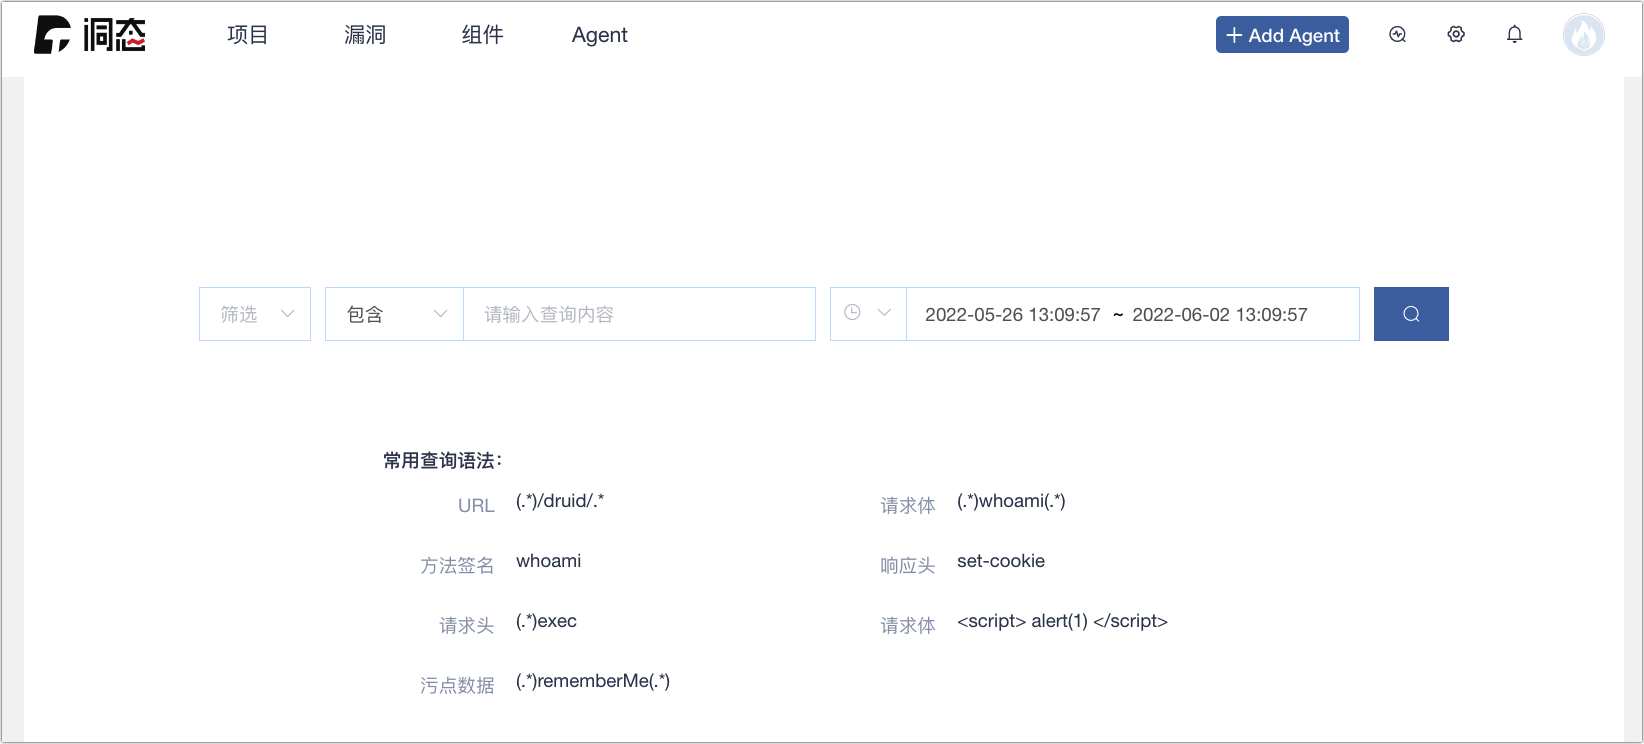 洞态 项目 漏洞 组件 Agent + Add Agent
筛选 包含 请输入查询内容 2022-05-26 13:09:57 ~ 2022-06-02 13:09:57
常用查询语法：
URL (.*)/druid/.* 请求体 (.*)whoami(.*)
方法签名 whoami 响应头 set-cookie
请求头 (.*)exec 请求体 <script> alert(1) </script>
污点数据 (.*)rememberMe(.*)